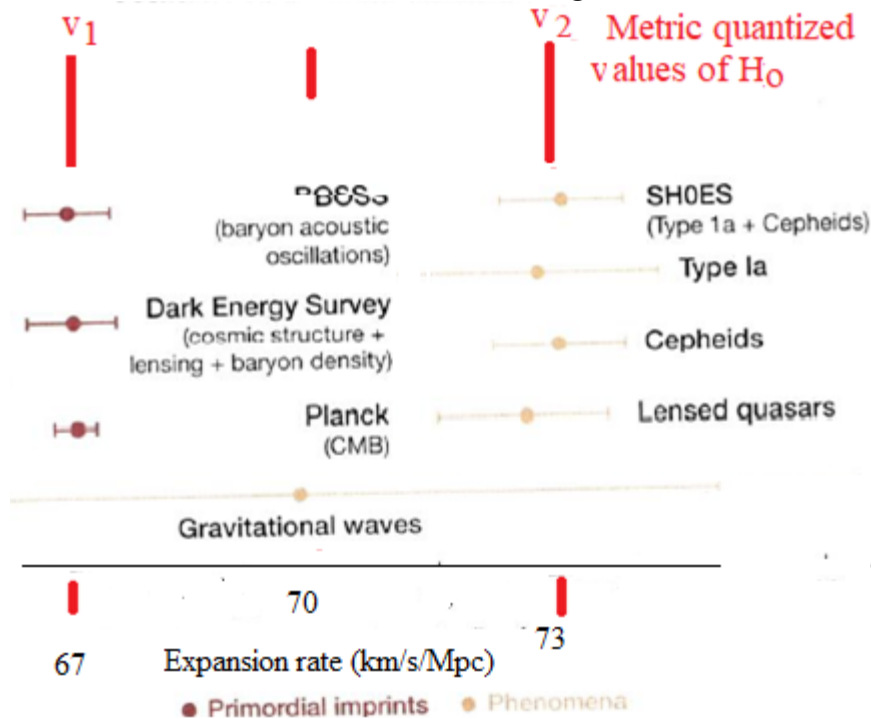 v1
v2 Metric quantized
values of HO
(baryon acoustic
oscillations)
SH0ES
(Type 1a + Cepheids)
Type Ia
Dark Energy Survey
(cosmic structure +
lensing + baryon density)
Cepheids
Planck
(CMB)
Lensed quasars
Gravitational waves
70
67
73
Expansion rate (km/s/Mpc)
Primordial imprints
Phenomena